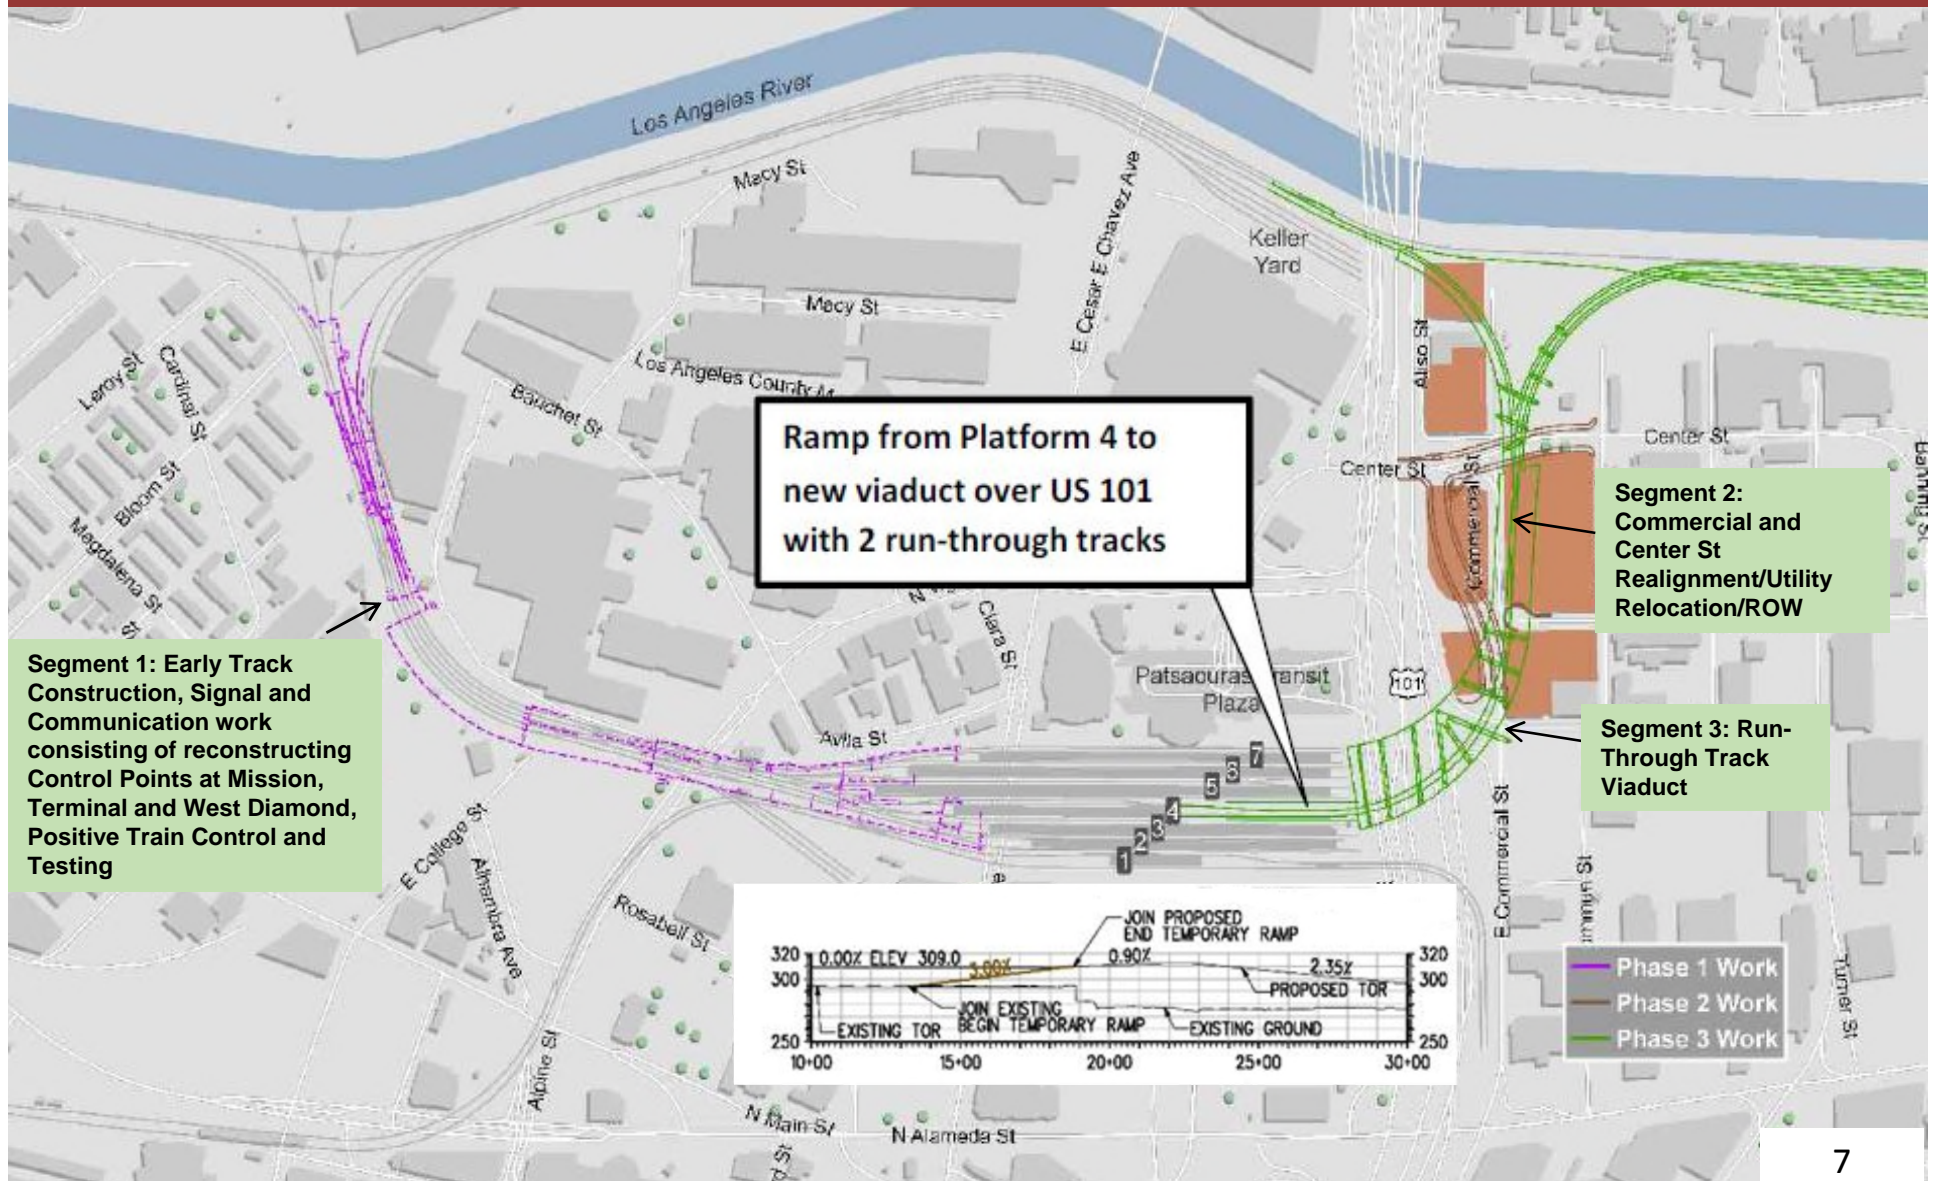 Los Angeles River
Macy St
E Cesar E Chavez Ave
Keller
Yard
Macy St
Los Angeles County M
Aliso St
Leroy St
Cardinal St
Bauchet St
Bloom St
Magdalena St
St
Ramp from Platform 4 to
new viaduct over US 101
with 2 run-through tracks
Center St
Center St
Commercial St
Segment 2:
Commercial and
Center St
Realignment/Utility
Relocation/ROW
Clara St
Patsaouras Transit
Plaza
101
Segment 1: Early Track
Construction, Signal and
Communication work
consisting of reconstructing
Control Points at Mission,
Terminal and West Diamond,
Positive Train Control and
Testing
Segment 3: Run-
Through Track
Viaduct
Avila St
7
6
5
4
3
2
1
E College St
Alhambra Ave
Rosabell St
Alpine St
E Commercial St
Turner St
JOIN PROPOSED
END TEMPORARY RAMP
320 0.00% ELEV 309.0 3.00% 0.90% 2.35% 320
300 300
PROPOSED TOR
JOIN EXISTING
BEGIN TEMPORARY RAMP
EXISTING TOR
EXISTING GROUND
250 250
10+00 15+00 20+00 25+00 30+00
Phase 1 Work
Phase 2 Work
Phase 3 Work
N Main St
N Alameda St
7